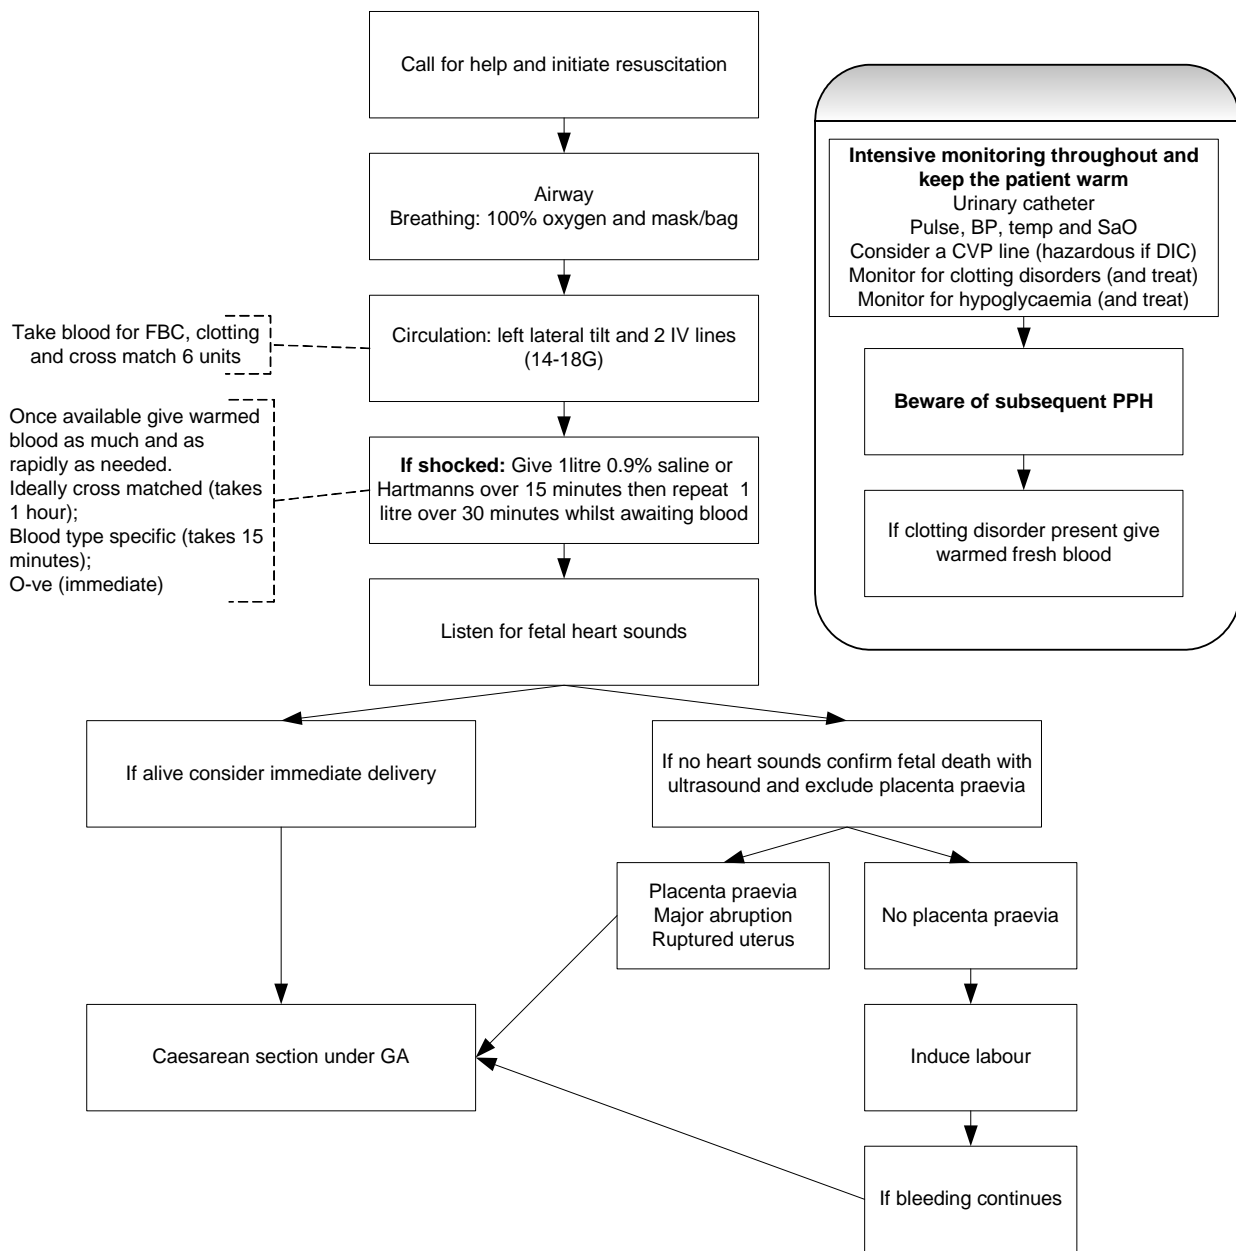 Call for help and initiate resuscitation
Airway
Breathing: 100% oxygen and mask/bag
Take blood for FBC, clotting
and cross match 6 units
Circulation: left lateral tilt and 2 IV lines
(14-18G)
Once available give warmed
blood as much and as
rapidly as needed.
Ideally cross matched (takes
1 hour);
Blood type specific (takes 15
minutes);
O-ve (immediate)
If shocked: Give 1litre 0.9% saline or
Hartmanns over 15 minutes then repeat 1
litre over 30 minutes whilst awaiting blood
Listen for fetal heart sounds
If alive consider immediate delivery
If no heart sounds confirm fetal death with
ultrasound and exclude placenta praevia
Placenta praevia
Major abruption
Ruptured uterus
No placenta praevia
Caesarean section under GA
Induce labour
If bleeding continues
Intensive monitoring throughout and
keep the patient warm
Urinary catheter
Pulse, BP, temp and SaO
Consider a CVP line (hazardous if DIC)
Monitor for clotting disorders (and treat)
Monitor for hypoglycaemia (and treat)
Beware of subsequent PPH
If clotting disorder present give
warmed fresh blood